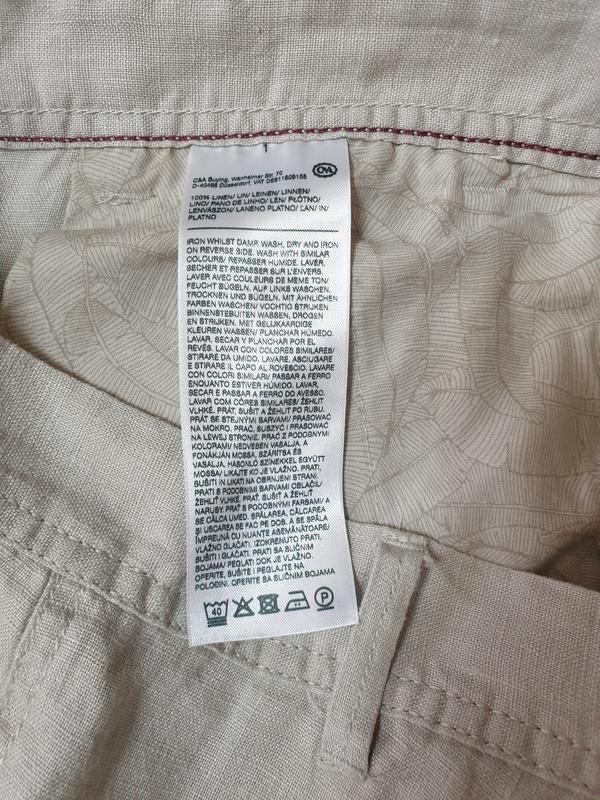 C&A Buying, Wanheimer Str. 70
D-40468 Düsseldorf. VAT DE811809155
C&A
100% LINEN/ LIN/ LEINEN/ LINNEN/
LINO/ PANO DE LINHO/ LEN/ PŁÓTNO/
LENVÁSZON/ LANENO PLATNO/ ĽAN/ IN/
PLATNO
IRON WHILST DAMP. WASH, DRY AND IRON
ON REVERSE SIDE. WASH WITH SIMILAR
COLOURS/ REPASSER HUMIDE. LAVER,
SECHER ET REPASSER SUR L'ENVERS.
LAVER AVEC COULEURS DE MEME TON/
FEUCHT BÜGELN. AUF LINKS WASCHEN,
TROCKNEN UND BÜGELN. MIT ÄHNLICHEN
FARBEN WASCHEN/ VOCHTIG STRIJKEN.
BINNENSTEBUITEN WASSEN, DROGEN
EN STRIJKEN. MET GELIJKAARDIGE
KLEUREN WASSEN/ PLANCHAR HÚMEDO.
LAVAR, SECAR Y PLANCHAR POR EL
REVÉS. LAVAR CON COLORES SIMILARES/
STIRARE DA UMIDO. LAVARE, ASCIUGARE
E STIRARE IL CAPO AL ROVESCIO. LAVARE
CON COLORI SIMILARI/ PASSAR A FERRO
ENQUANTO ESTIVER HÚMIDO. LAVAR,
SECAR E PASSAR A FERRO DO AVESSO.
LAVAR COM CÔRES SIMILARES/ ŽEHLIT
VLHKÉ. PRÁT, SUŠIT A ŽEHLIT PO RUBU.
PRÁT SE STEJNÝMI BARVAMI/ PRASOWAĆ
NA MOKRO. PRAĆ, SUSZYĆ I PRASOWAĆ
NA LEWEJ STRONIE. PRAĆ Z PODOBNYMI
KOLORAMI/ NEDVESEN VASALJA. A
FONÁKJÁN MOSSA, SZÁRÍTSA ÉS
VASALJA. HASONLÓ SZÍNEKKEL EGYÜTT
MOSSA/ LIKAJTE KO JE VLAŽNO. PRATI,
SUŠITI IN LIKATI NA OBRNJENI STRANI.
PRATI S PODOBNIMI BARVAMI OBLAČIL/
ŽEHLIŤ VLHKÉ. PRAŤ, SUŠIŤ A ŽEHLIŤ
NARUBY. PRAŤ S PODOBNÝMI FARBAMI/ A
SE CĂLCA UMED. SPĂLAREA, CĂLCAREA
ȘI USCAREA SE FAC PE DOS. A SE SPĂLA
ÎMPREUNĂ CU NUANȚE ASEMĂNĂTOARE/
VLAŽNO GLAČATI. IZOKRENUTO PRATI,
SUŠITI I GLAČATI. PRATI SA SLIČNIM
BOJAMA/ PEGLATI DOK JE VLAŽNO.
OPERITE, SUŠITE I PEGLAJTE NA
POLOĐINI. OPERITE SA SLIČNIM BOJAMA
40 P